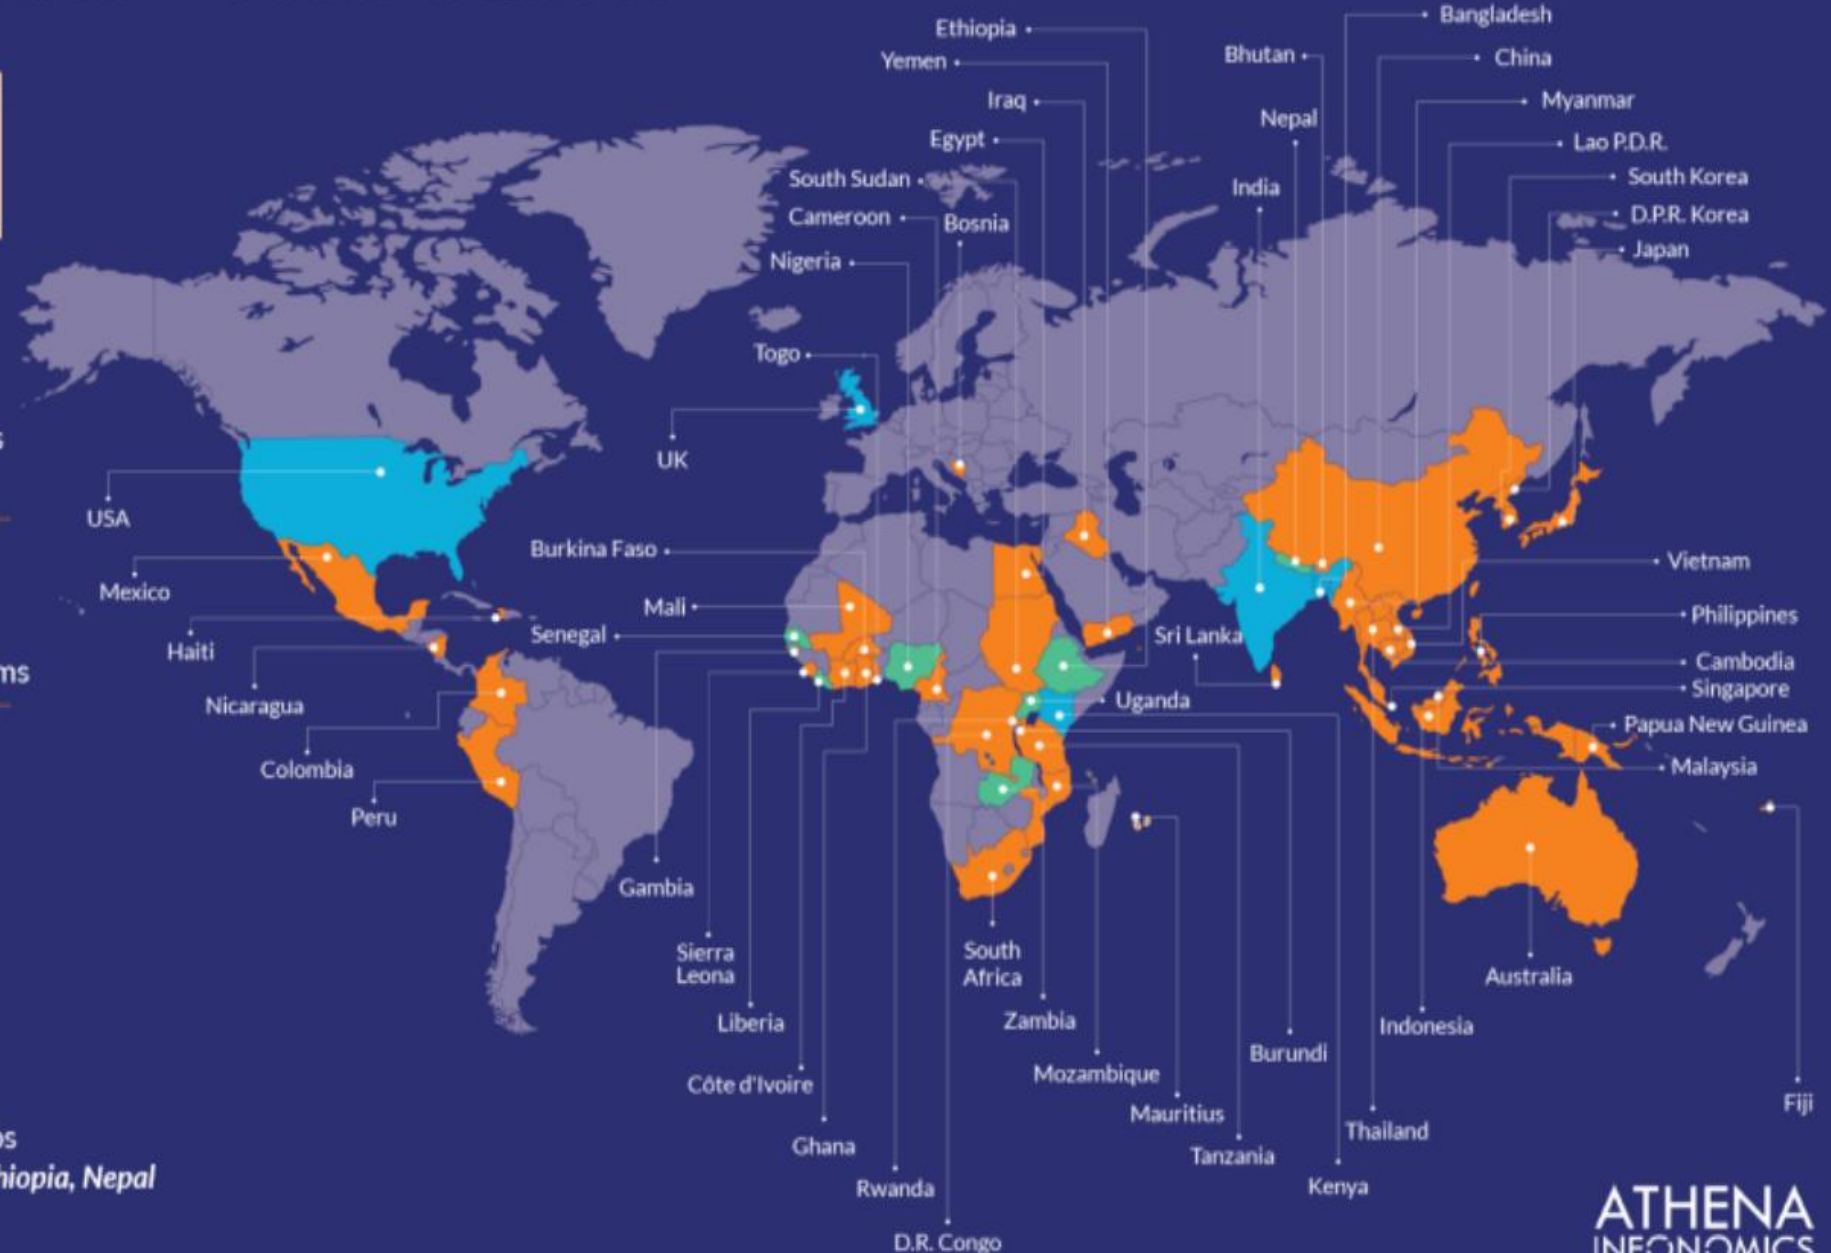 Ethiopia
Bangladesh
Yemen
Bhutan
China
Iraq
Myanmar
Nepal
Egypt
Lao P.D.R.
South Sudan
India
South Korea
Cameroon
Bosnia
D.P.R. Korea
Nigeria
Japan
Togo
UK
USA
Burkina Faso
Vietnam
Mexico
Mali
Philippines
Senegal
Sri Lanka
Haiti
Cambodia
Singapore
Nicaragua
Uganda
Papua New Guinea
Colombia
Malaysia
Peru
Gambia
Sierra
Leona
South
Africa
Australia
Liberia
Zambia
Indonesia
Burundi
Côte d'Ivoire
Mozambique
Mauritius
Fiji
Ghana
Thailand
Tanzania
Rwanda
Kenya
D.R. Congo
hiopia, Nepal
ATHENA
INFONOMICS